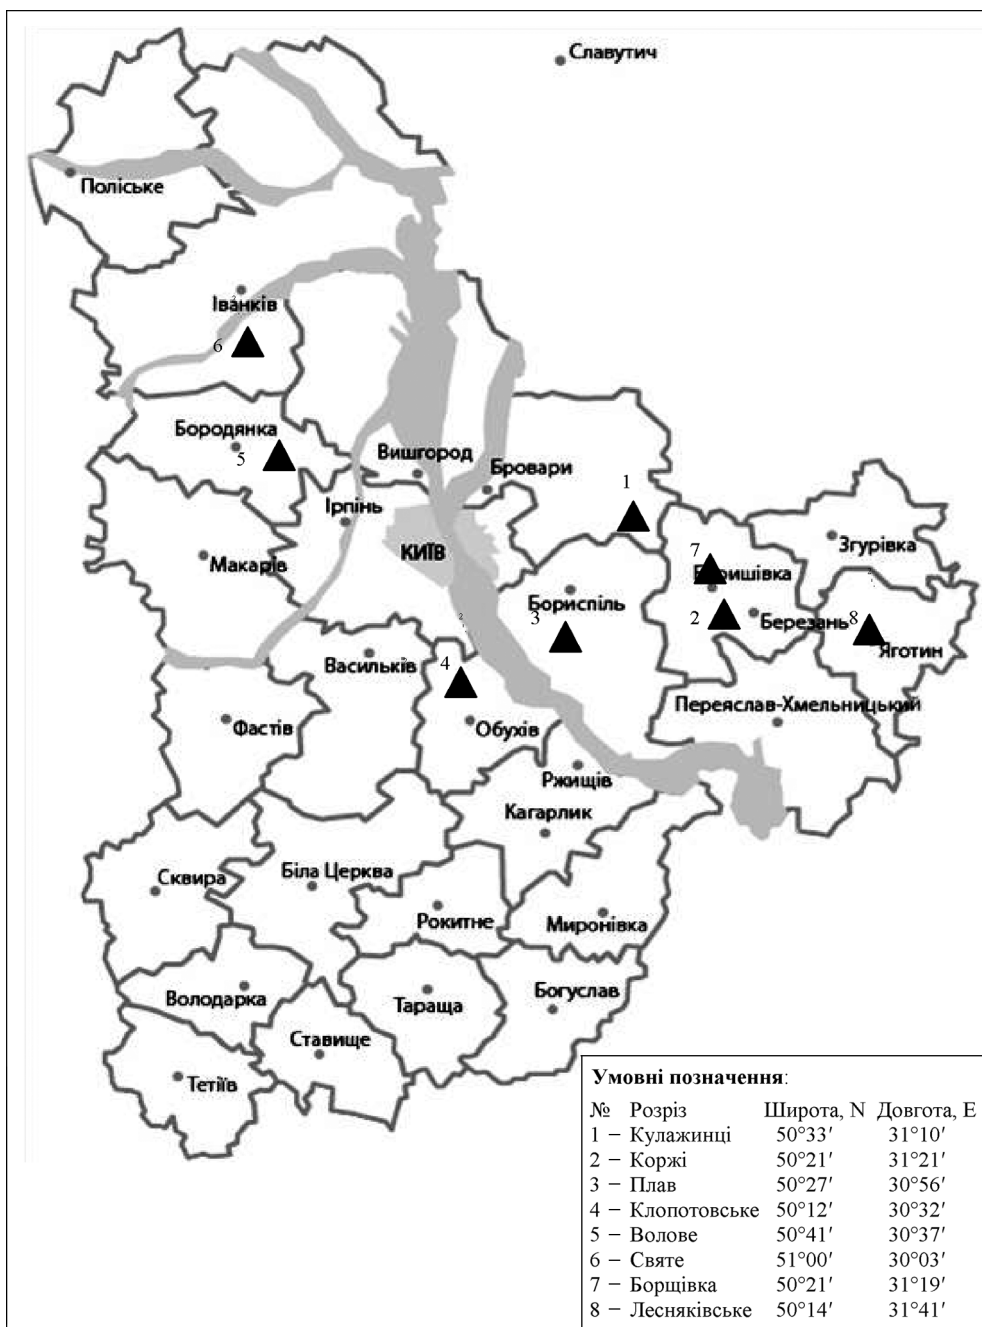 Славутич
Поліське
Іванків
6
Бородянка
5
Вишгород
Бровари
1
Ірпінь
КИЇВ
Макарів
7
Згурівка
Баришівка
Бориспіль
3
2
Березань
8
Яготин
Васильків
4
Переяслав-Хмельницький
Фастів
Обухів
Ржищів
Кагарлик
Сквира
Біла Церква
Рокитне
Миронівка
Володарка
Тараща
Богуслав
Ставище
Тетіїв
Умовні позначення:
№ Розріз Широта, N Довгота, E
1 – Кулажинці 50°33′ 31°10′
2 – Коржі 50°21′ 31°21′
3 – Плав 50°27′ 30°56′
4 – Клопотовське 50°12′ 30°32′
5 – Волове 50°41′ 30°37′
6 – Святе 51°00′ 30°03′
7 – Борщівка 50°21′ 31°19′
8 – Лесняківське 50°14′ 31°41′